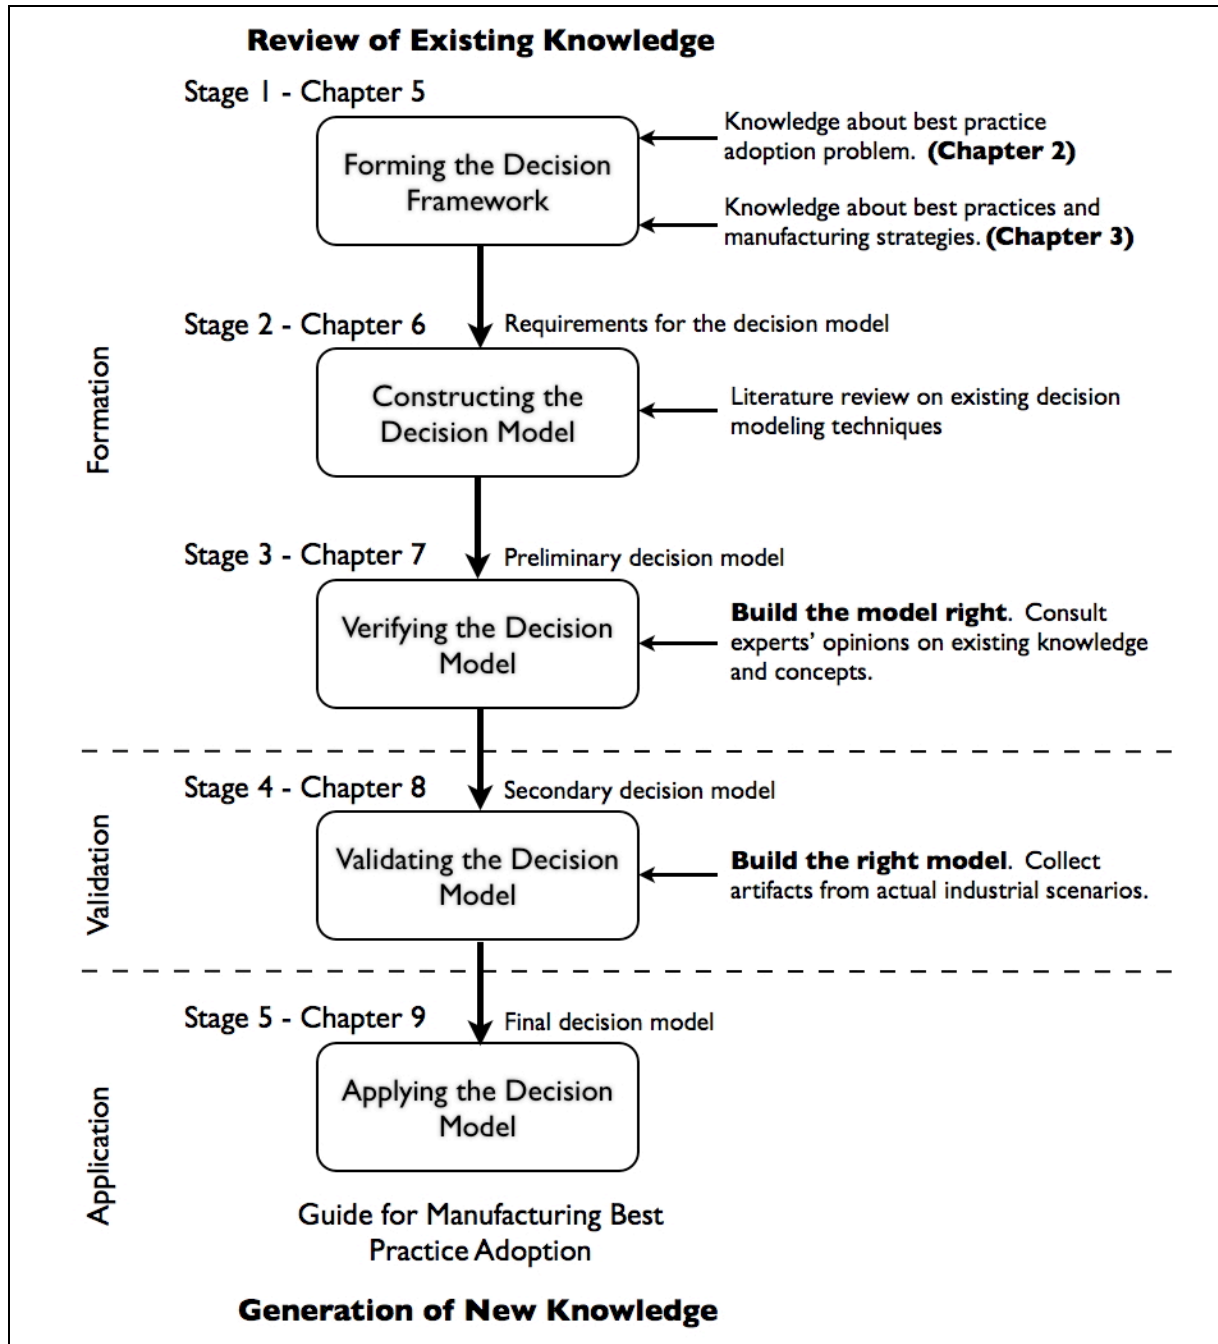 Review of Existing Knowledge
Stage 1 - Chapter 5
Forming the Decision
Framework
Knowledge about best practice
adoption problem. (Chapter 2)
Knowledge about best practices and
manufacturing strategies. (Chapter 3)
Formation
Stage 2 - Chapter 6
Requirements for the decision model
Constructing the
Decision Model
Literature review on existing decision
modeling techniques
Stage 3 - Chapter 7
Preliminary decision model
Verifying the Decision
Model
Build the model right. Consult
experts' opinions on existing knowledge
and concepts.
Validation
Stage 4 - Chapter 8
Secondary decision model
Validating the Decision
Model
Build the right model. Collect
artifacts from actual industrial scenarios.
Application
Stage 5 - Chapter 9
Final decision model
Applying the Decision
Model
Guide for Manufacturing Best
Practice Adoption
Generation of New Knowledge